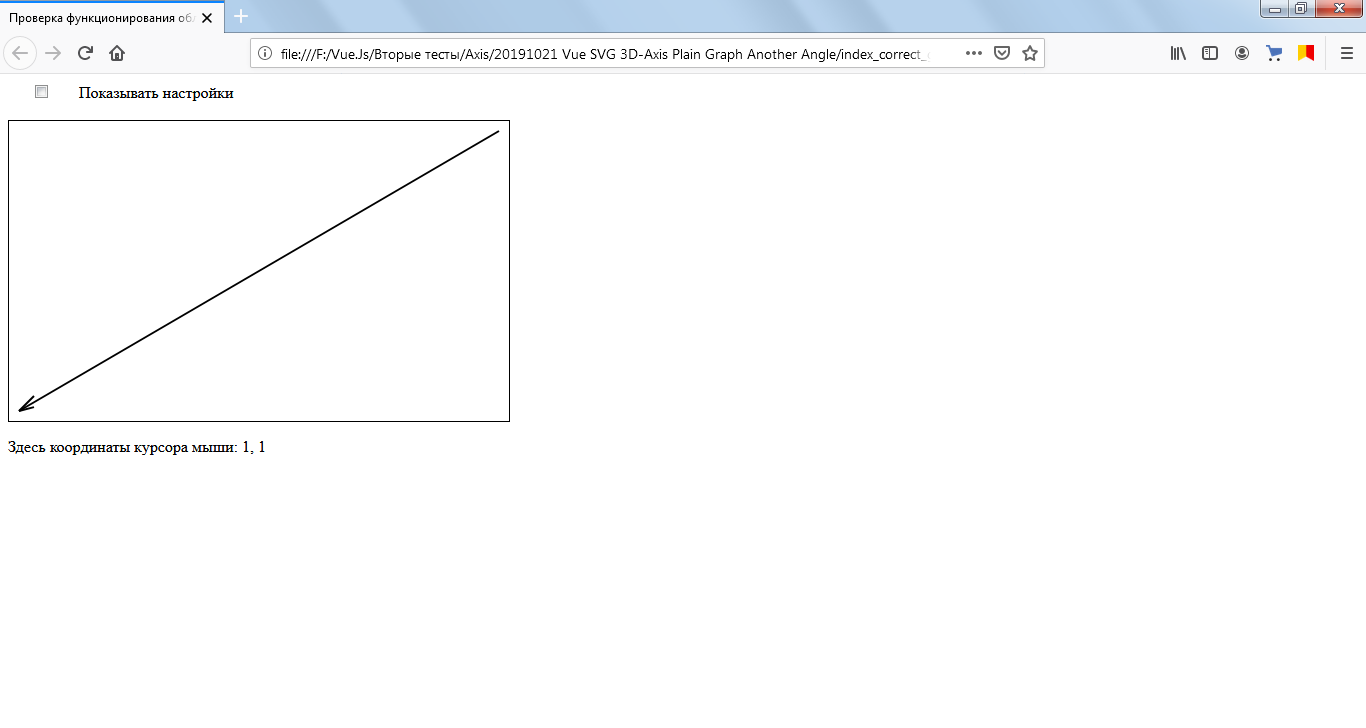 Проверка функционирования обл
file:///F:/Vue.Js/Вторые тесты/Axis/20191021 Vue SVG 3D-Axis Plain Graph Another Angle/index_correct_
Показывать настройки
Здесь координаты курсора мыши: 1, 1